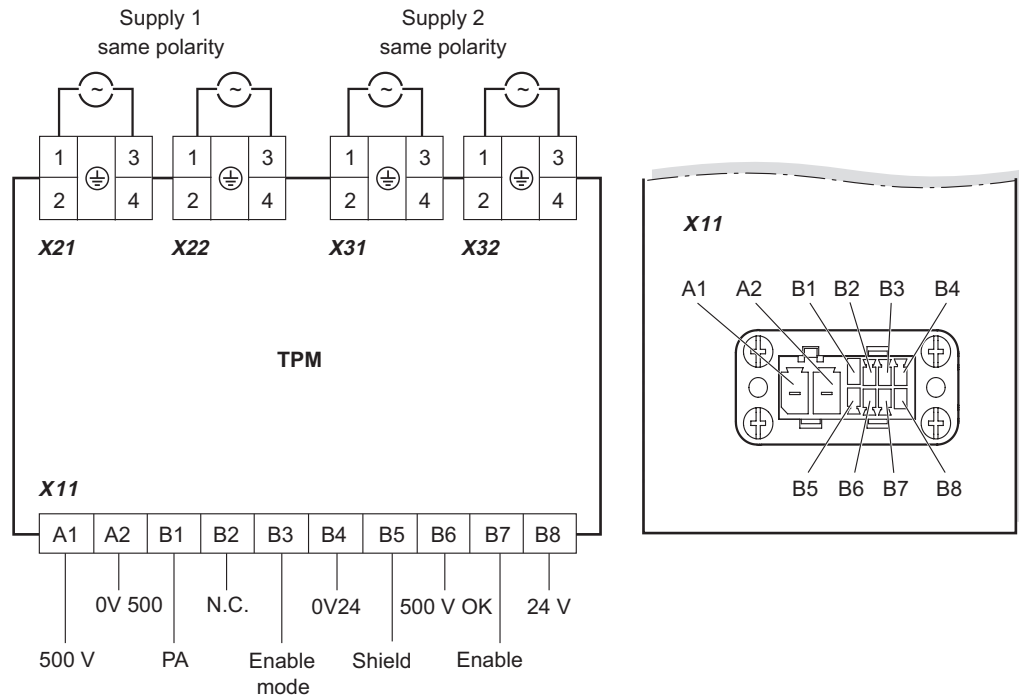 Supply 1
same polarity
Supply 2
same polarity
~ ~ ~ ~
1 3 1 3 1 3 1 3
2 4 2 4 2 4 2 4
X21 X22 X31 X32
TPM
X11
A1 A2 B1 B2 B3 B4 B5 B6 B7 B8
0V 500 N.C. 0V24 500 V OK 24 V
500 V PA Enable mode Shield Enable
X11
A1 A2 B1 B2 B3 B4
B5 B6 B7 B8